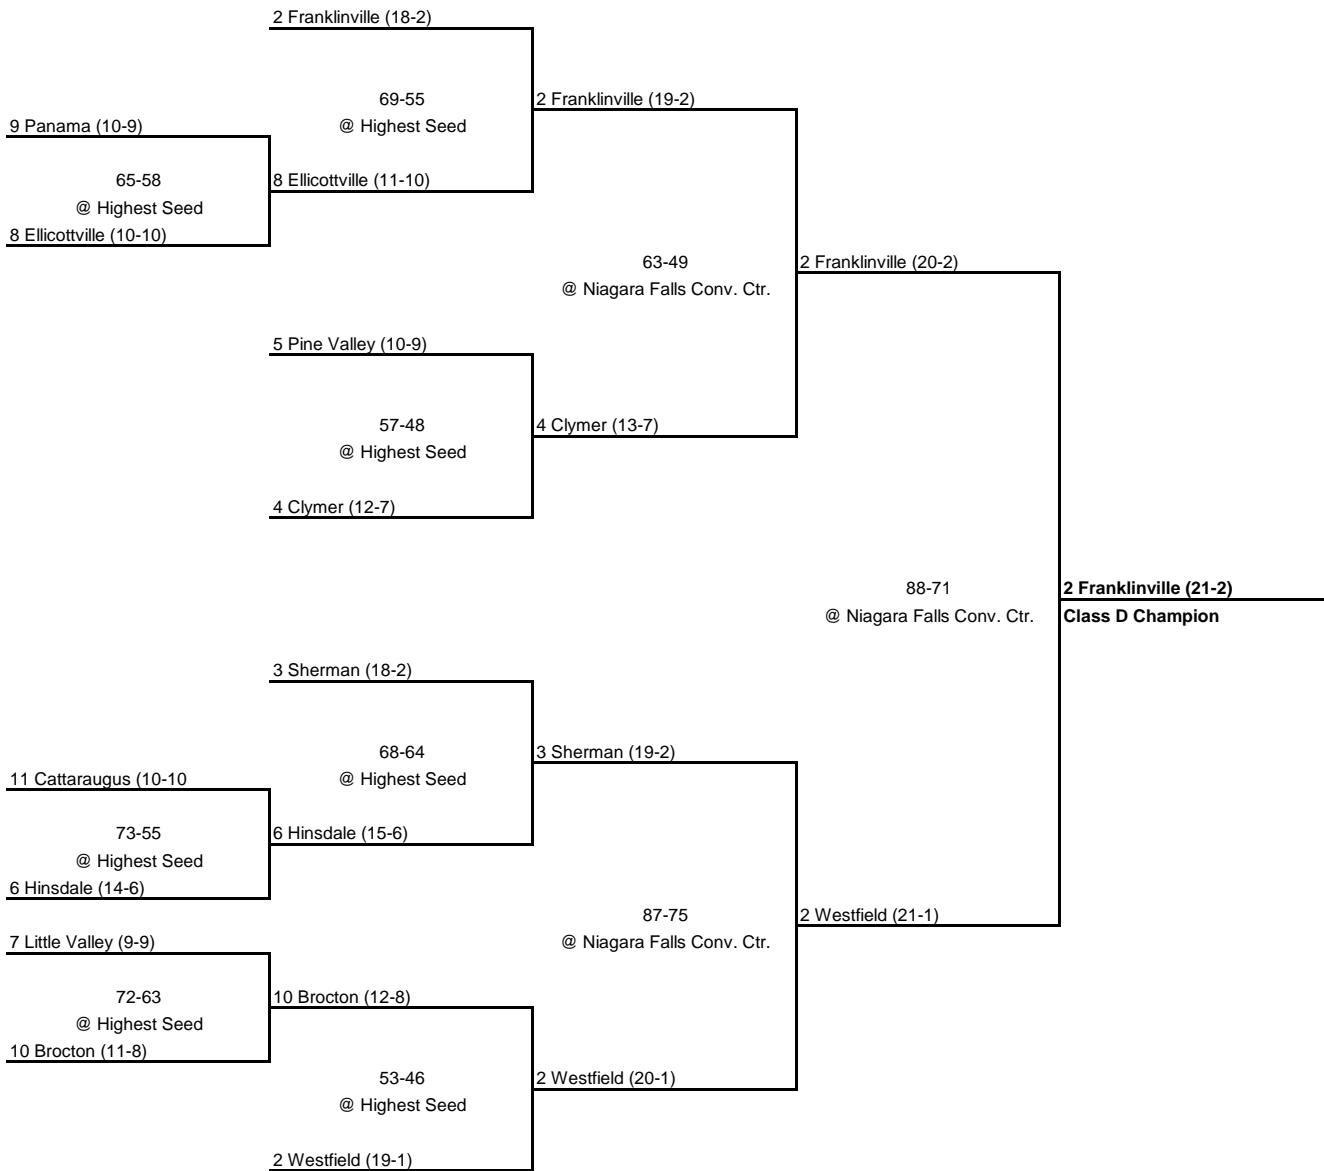 2 Franklinville (18-2)
69-55
@ Highest Seed
2 Franklinville (19-2)
9 Panama (10-9)
65-58
@ Highest Seed
8 Ellicottville (11-10)
8 Ellicottville (10-10)
63-49
@ Niagara Falls Conv. Ctr.
2 Franklinville (20-2)
5 Pine Valley (10-9)
57-48
@ Highest Seed
4 Clymer (13-7)
4 Clymer (12-7)
88-71
@ Niagara Falls Conv. Ctr.
2 Franklinville (21-2)
Class D Champion
3 Sherman (18-2)
68-64
@ Highest Seed
3 Sherman (19-2)
11 Cattaraugus (10-10
73-55
@ Highest Seed
6 Hinsdale (15-6)
6 Hinsdale (14-6)
87-75
@ Niagara Falls Conv. Ctr.
2 Westfield (21-1)
7 Little Valley (9-9)
72-63
@ Highest Seed
10 Brocton (12-8)
10 Brocton (11-8)
53-46
@ Highest Seed
2 Westfield (20-1)
2 Westfield (19-1)